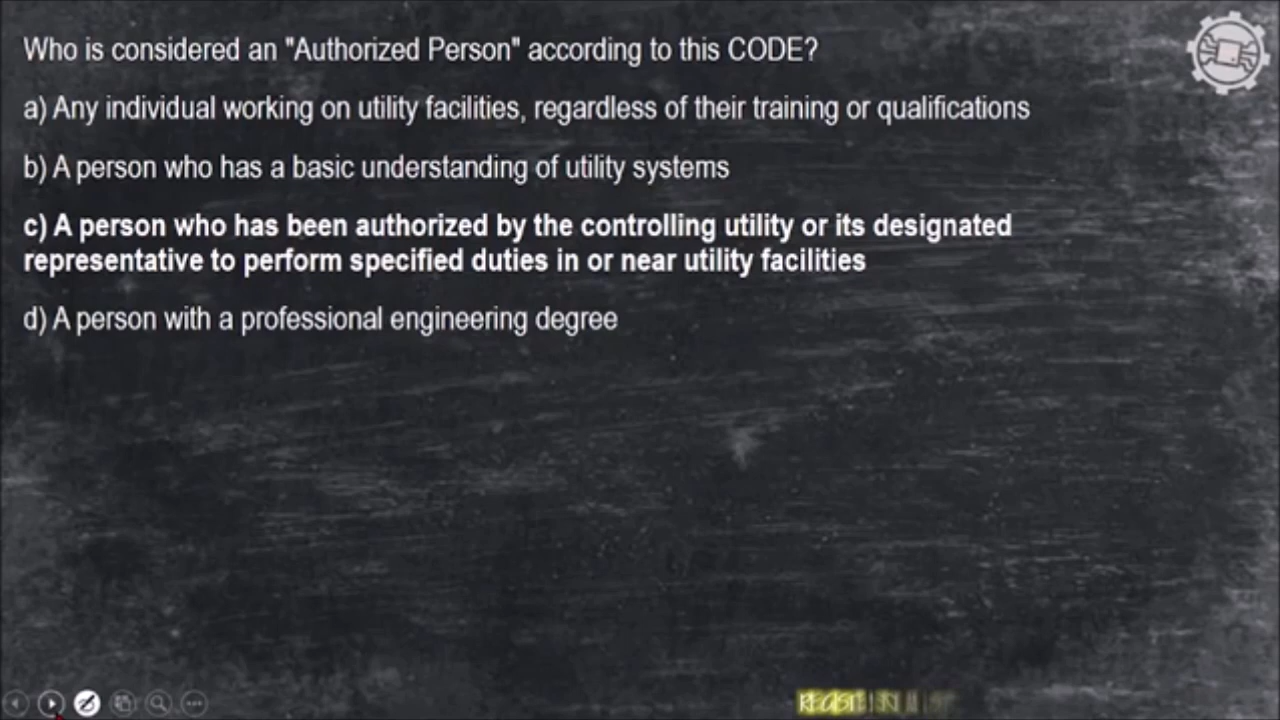 Who is considered an "Authorized Person" according to this CODE?
a) Any individual working on utility facilities, regardless of their training or qualifications
b) A person who has a basic understanding of utility systems
c) A person who has been authorized by the controlling utility or its designated
representative to perform specified duties in or near utility facilities
d) A person with a professional engineering degree